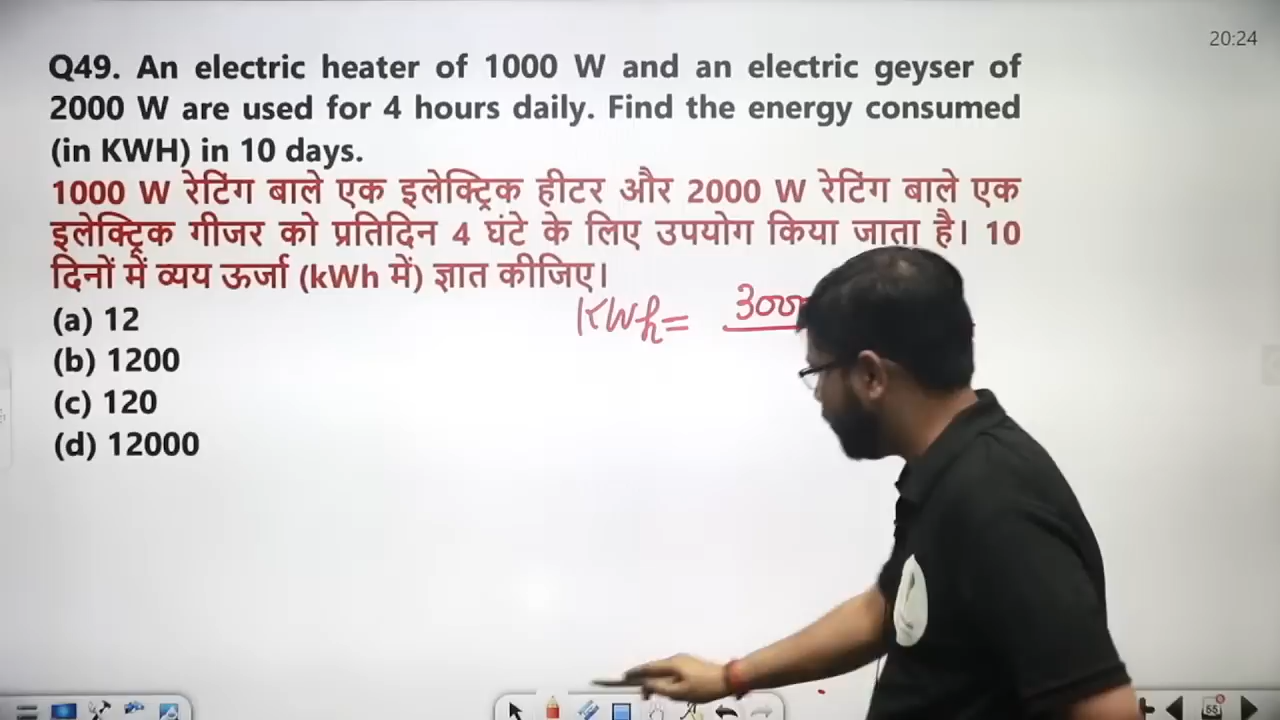 20:24
Q49. An electric heater of 1000 W and an electric geyser of
2000 W are used for 4 hours daily. Find the energy consumed
(in KWH) in 10 days.
1000 W रेटिंग बाले एक इलेक्ट्रिक हीटर और 2000 W रेटिंग बाले एक
इलेक्ट्रिक गीजर को प्रतिदिन 4 घंटे के लिए उपयोग किया जाता है। 10
दिनों में व्यय ऊर्जा (kWh में) ज्ञात कीजिए।
KWh = 3000
(a) 12
(b) 1200
(c) 120
(d) 12000
55